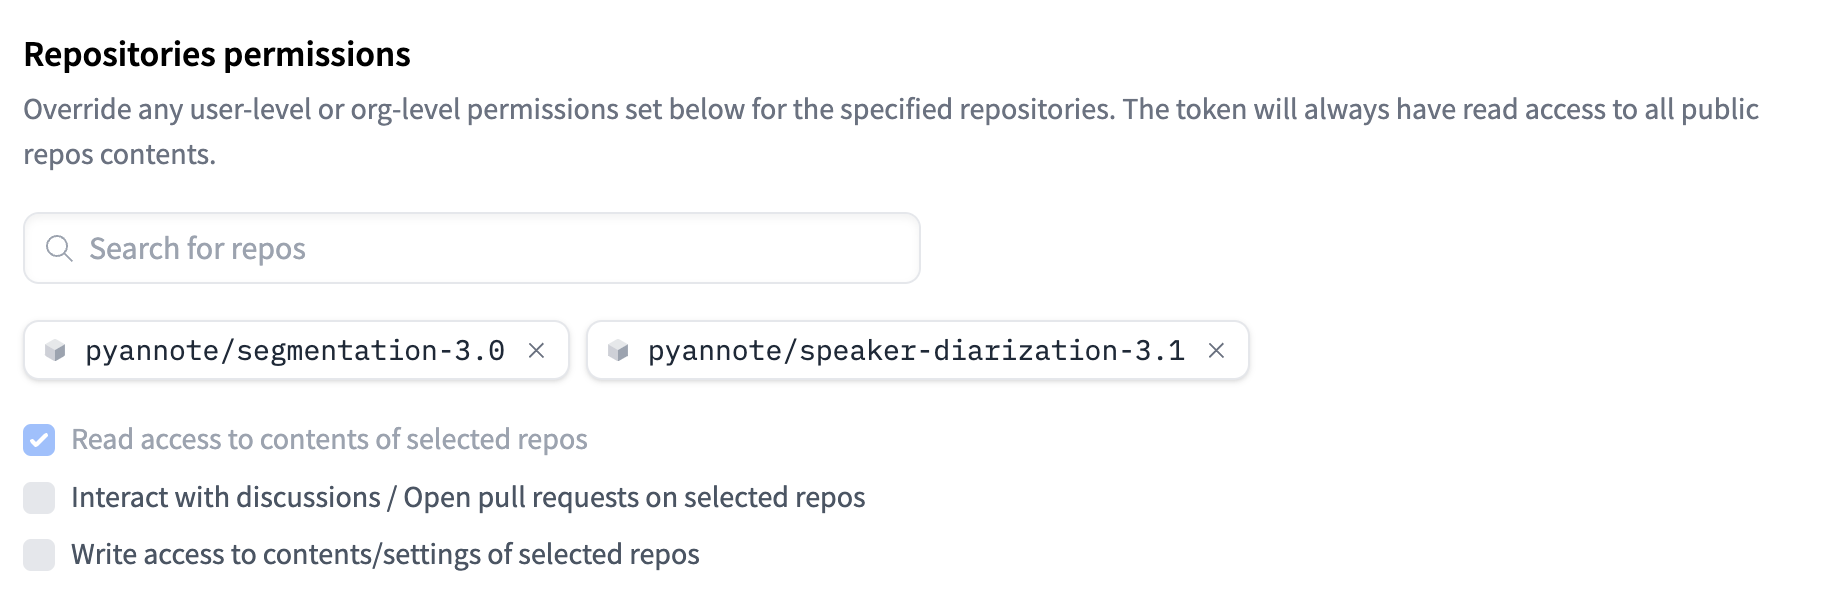 Repositories permissions
Override any user-level or org-level permissions set below for the specified repositories. The token will always have read access to all public
repos contents.
Search for repos
pyannote/segmentation-3.0 × pyannote/speaker-diarization-3.1 ×
Read access to contents of selected repos
Interact with discussions / Open pull requests on selected repos
Write access to contents/settings of selected repos